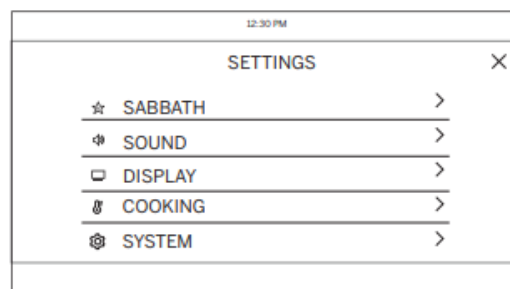 12:30 PM
SETTINGS
SABBATH
SOUND
DISPLAY
COOKING
SYSTEM